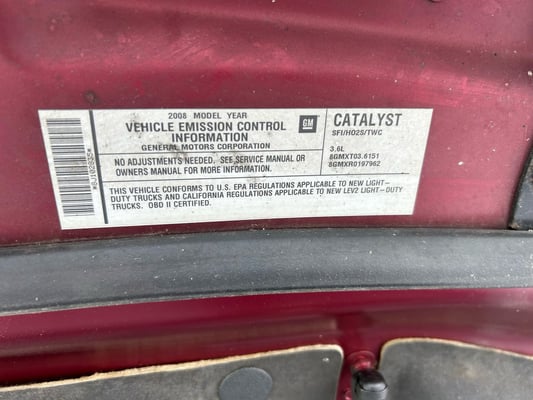 2008 MODEL YEAR
VEHICLE EMISSION CONTROL
INFORMATION
GENERAL MOTORS CORPORATION
GM
NO ADJUSTMENTS NEEDED. SEE SERVICE MANUAL OR
OWNERS MANUAL FOR MORE INFORMATION.
CATALYST
SFI/HO2S/TWC
3.6L
8GMXT03.6151
8GMXR0197962
THIS VEHICLE CONFORMS TO U.S. EPA REGULATIONS APPLICABLE TO NEW LIGHT-
DUTY TRUCKS AND CALIFORNIA REGULATIONS APPLICABLE TO NEW LEV2 LIGHT-DUTY
TRUCKS. OBD II CERTIFIED.